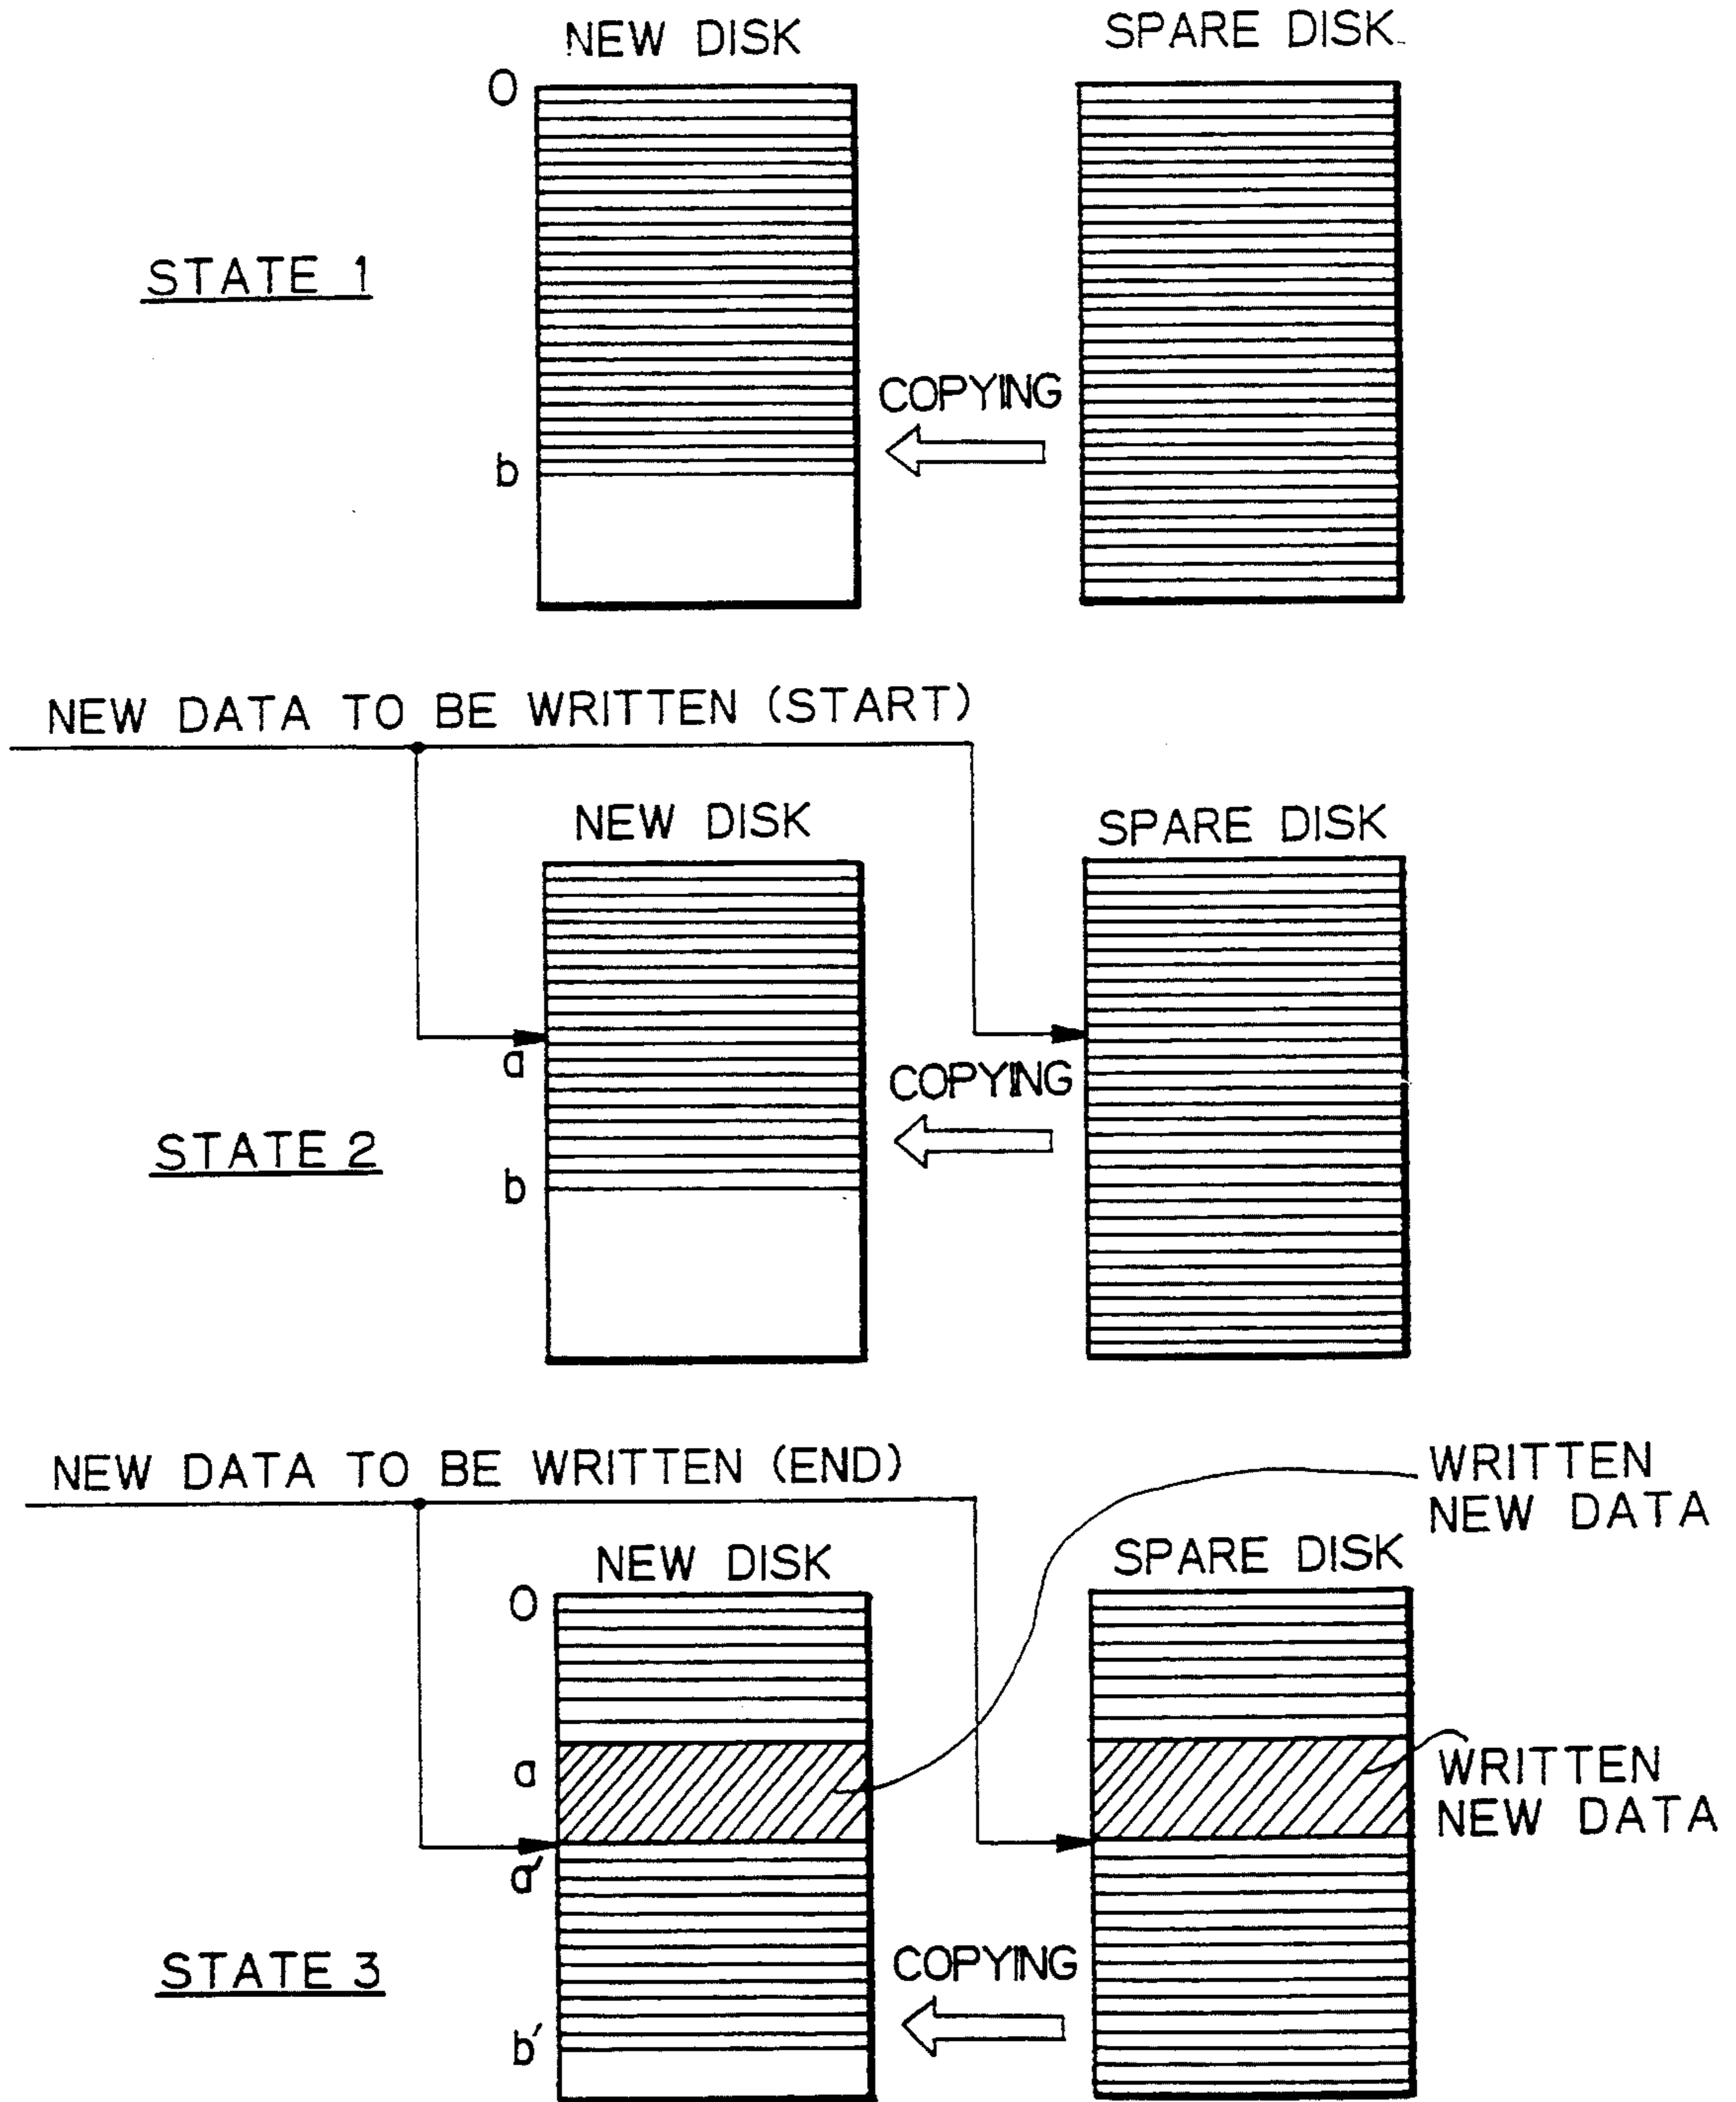 NEW DISK
SPARE DISK
0
STATE 1
COPYING
b
NEW DATA TO BE WRITTEN (START)
NEW DISK
SPARE DISK
a
COPYING
STATE 2
b
NEW DATA TO BE WRITTEN (END)
WRITTEN
NEW DATA
NEW DISK
SPARE DISK
0
a
WRITTEN
NEW DATA
a'
COPYING
STATE 3
b'